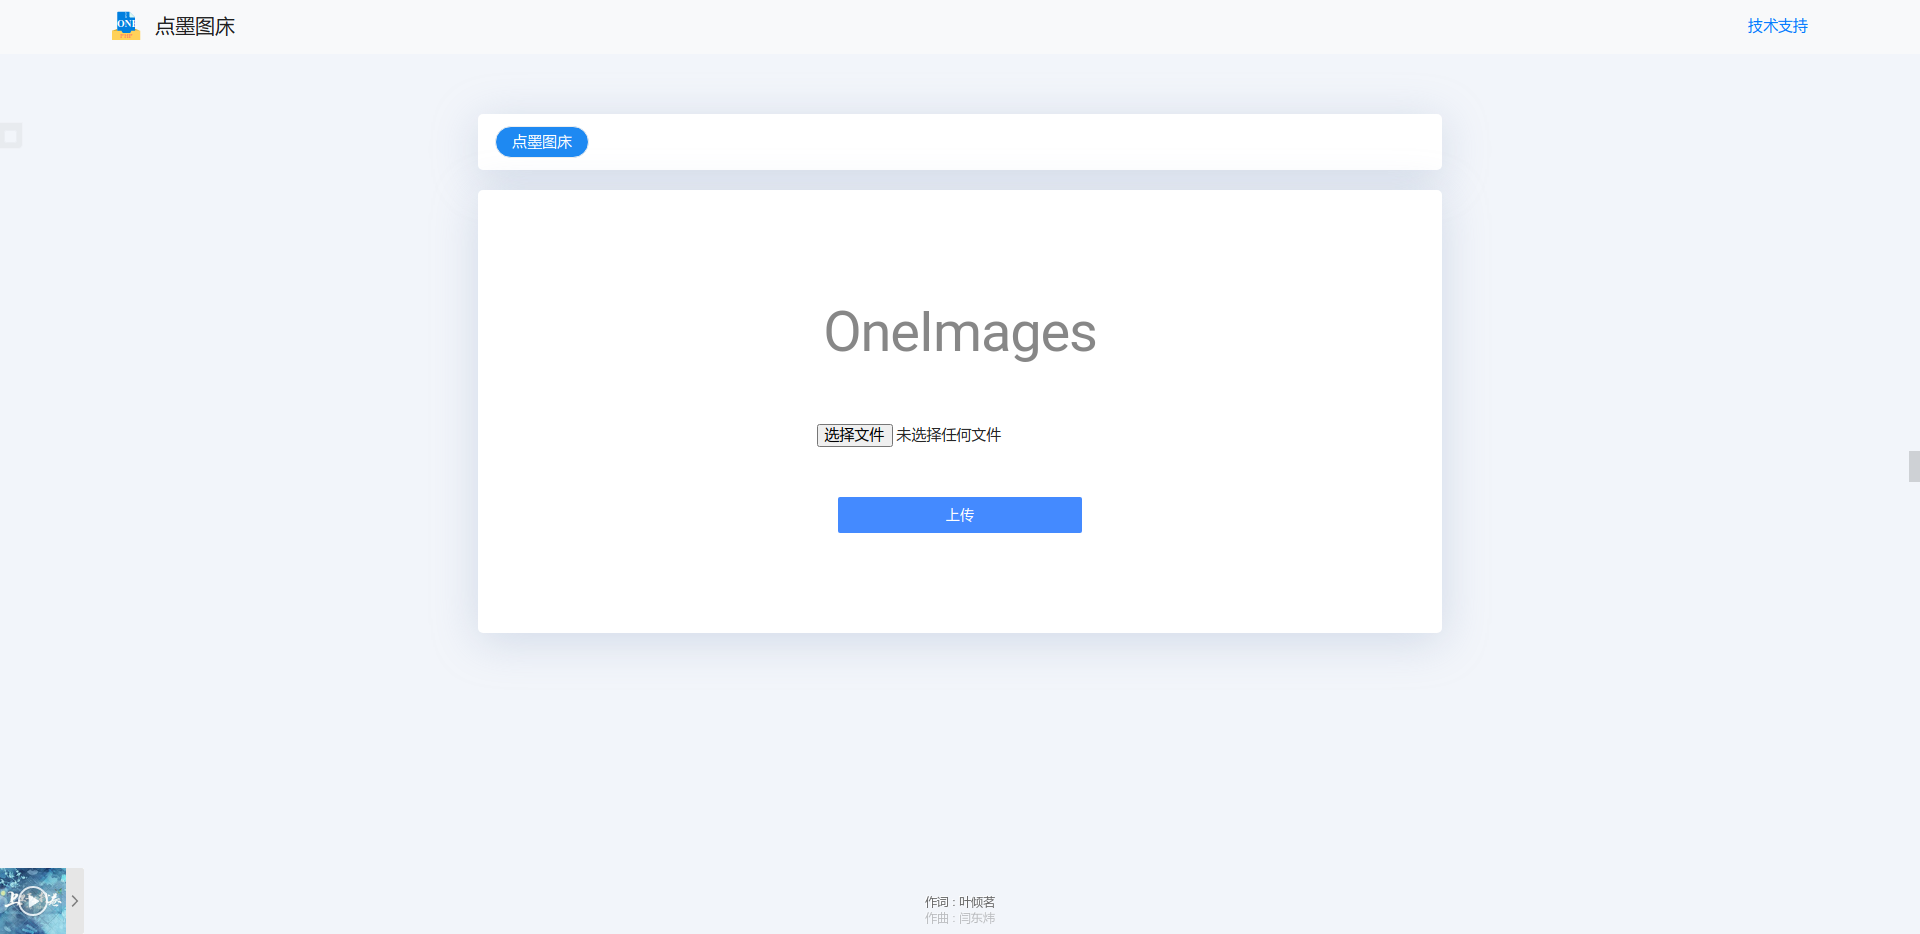 点墨图床
技术支持
点墨图床
OneImages
选择文件 未选择任何文件
上传
作词 : 叶倾茗
作曲 : 闫东炜